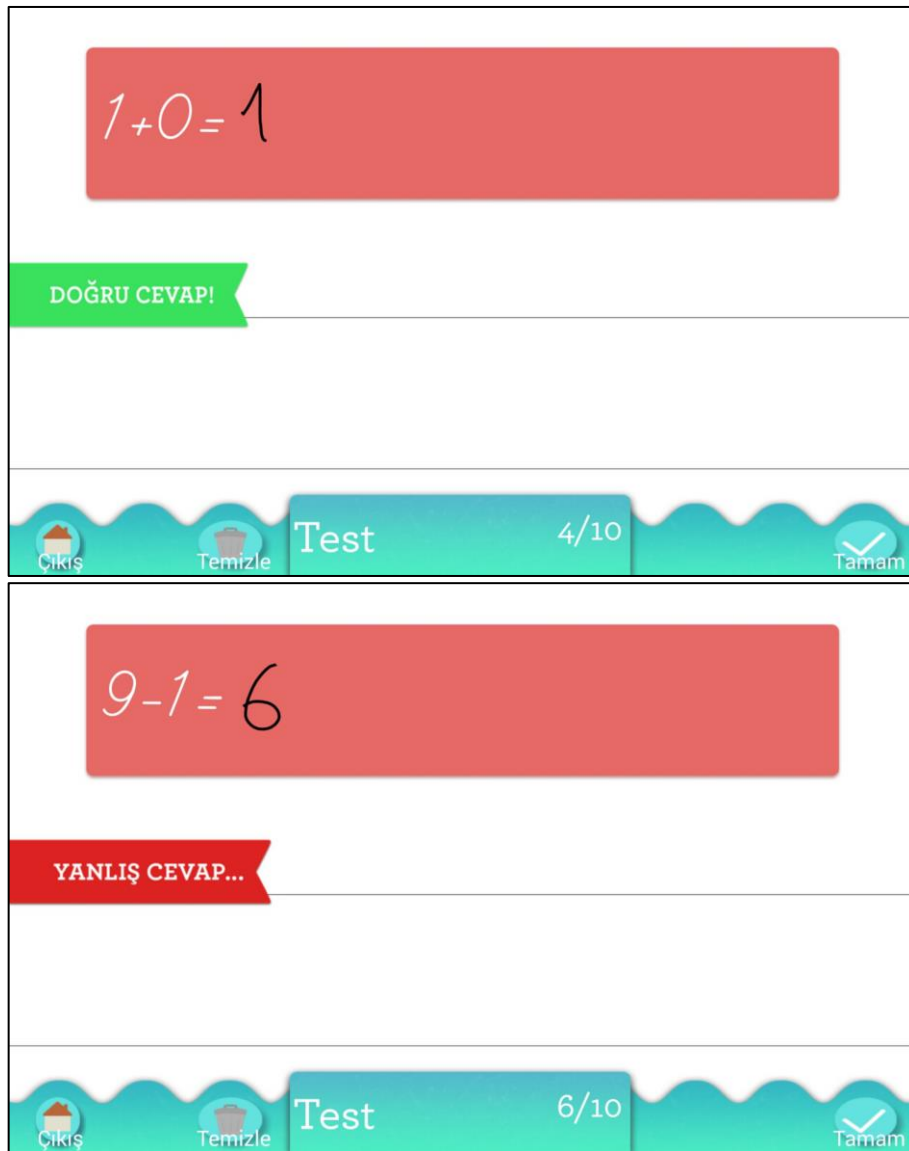 1+0=1
DOĞRU CEVAP!
Çıkış Temizle Test 4/10 Tamam
9-1=6
YANLIŞ CEVAP...
Çıkış Temizle Test 6/10 Tamam